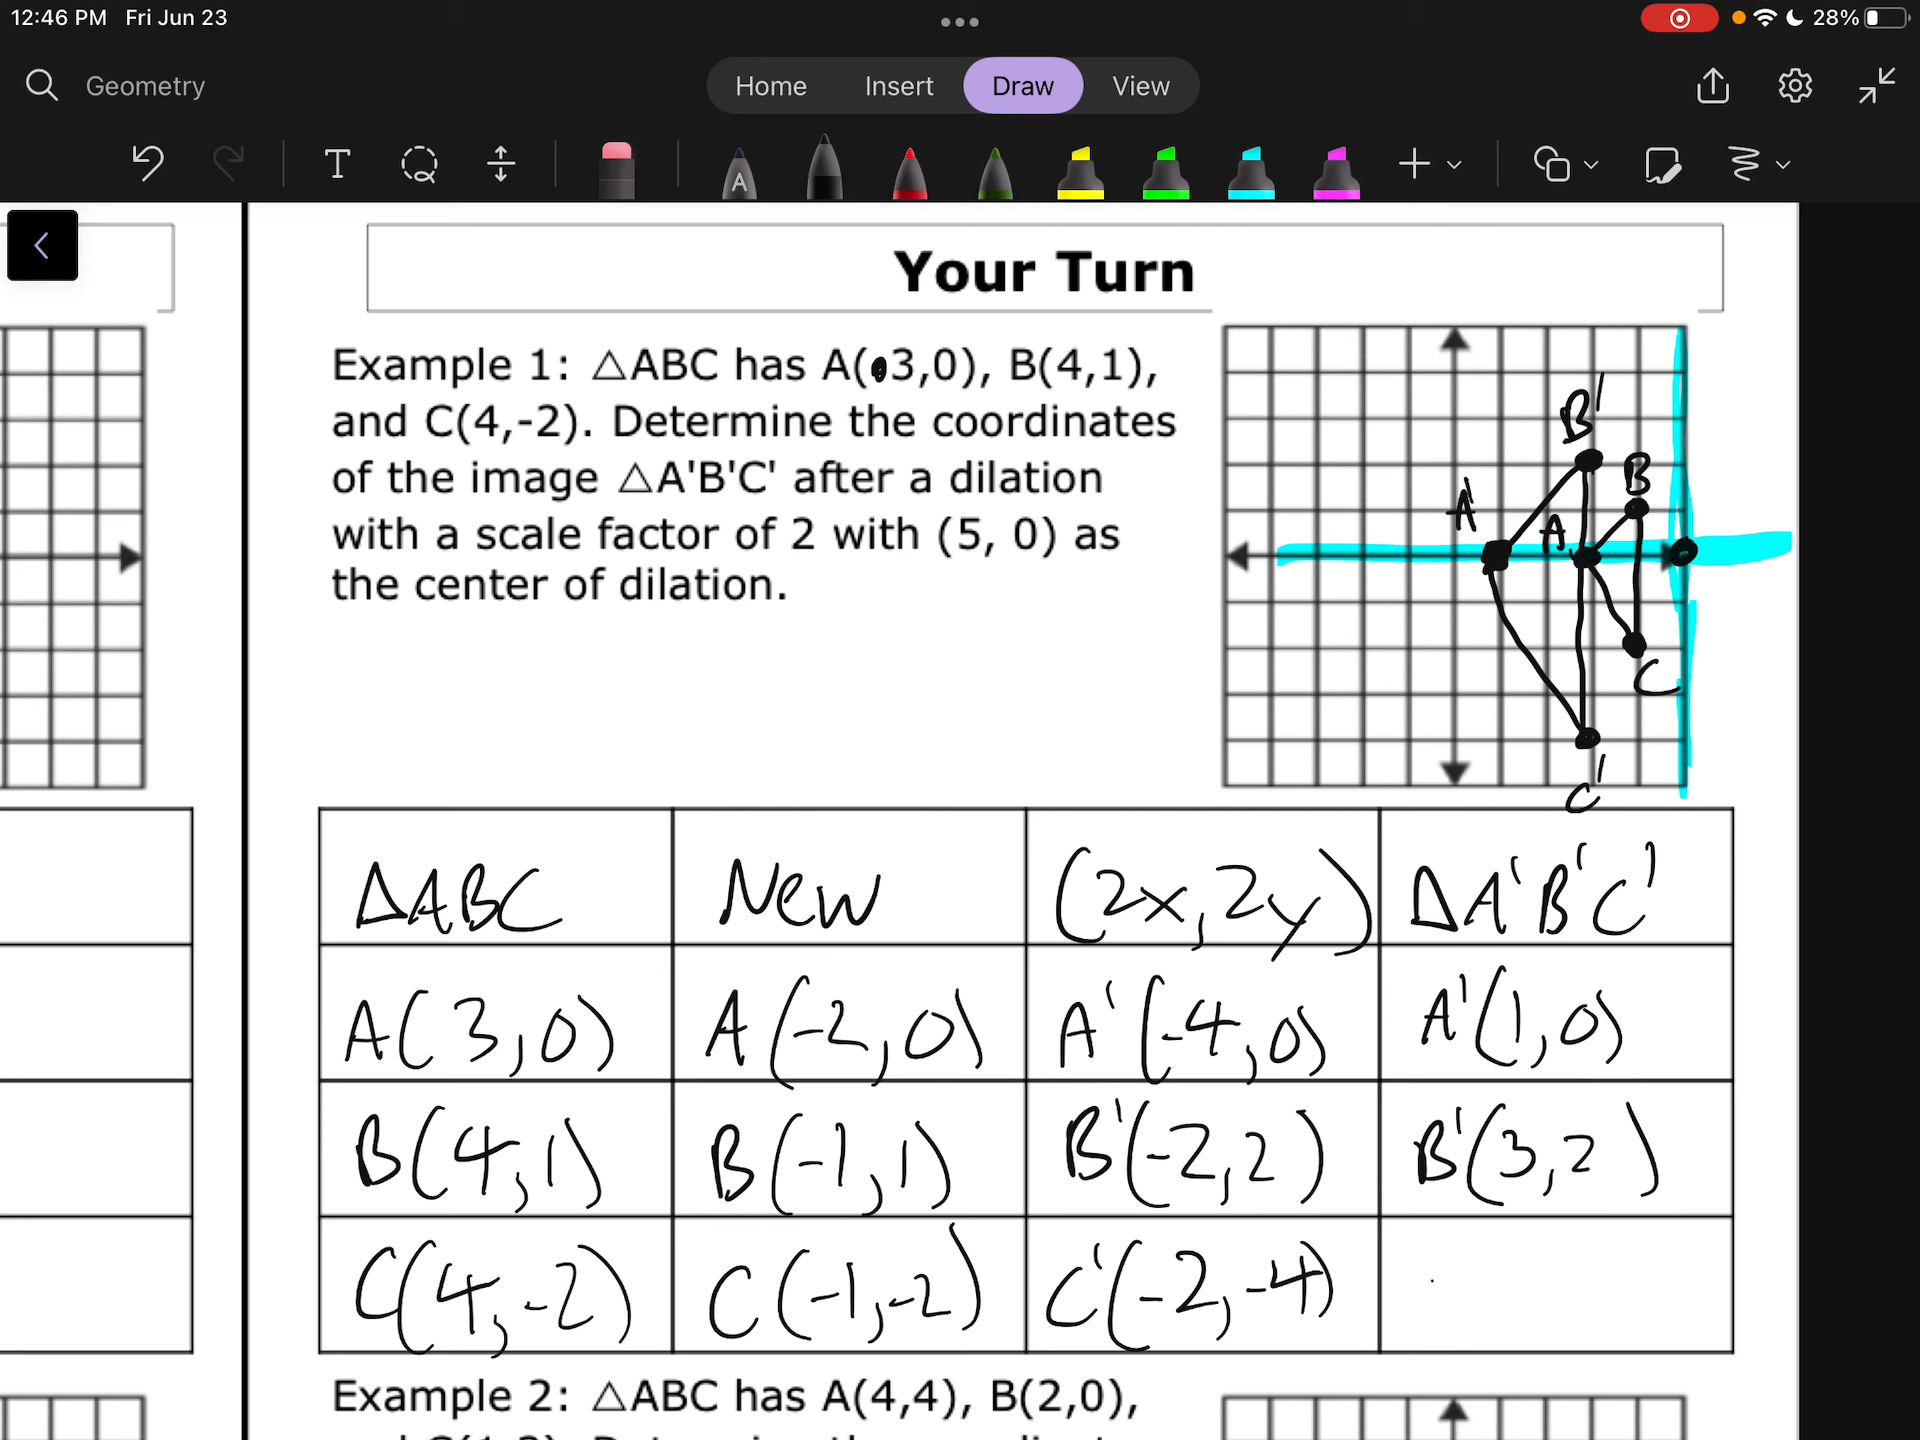 12:46 PM Fri Jun 23
28%
Geometry
Home Insert Draw View
T
A
Your Turn
Example 1: △ABC has A(3,0), B(4,1),
and C(4,-2). Determine the coordinates
of the image △A'B'C' after a dilation
with a scale factor of 2 with (5, 0) as
the center of dilation.
B'
B
A'
A
C
C'
△ABC New (2x, 2y) △A'B'C'
A(3,0) A(-2,0) A'(-4,0) A'(1,0)
B(4,1) B(-1,1) B'(-2,2) B'(3,2)
C(4,-2) C(-1,-2) C'(-2,-4)
Example 2: △ABC has A(4,4), B(2,0),